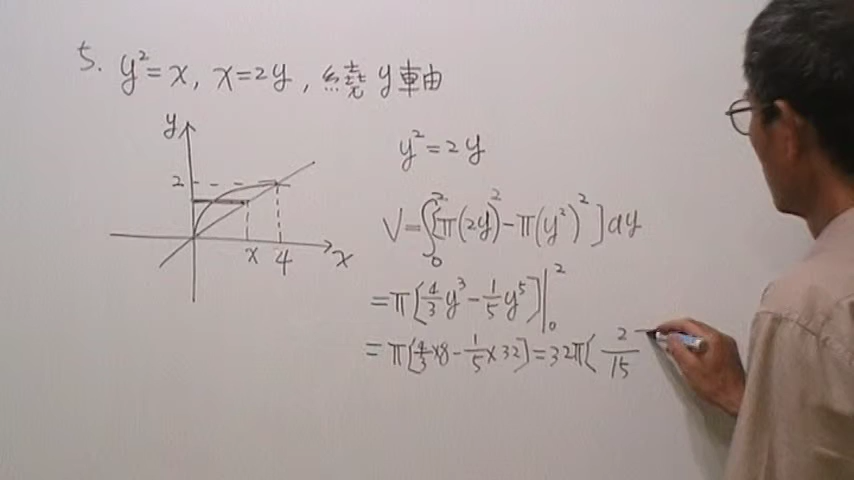 5. y²=x, x=2y, 繞 y 軸
y
2
x 4 x
y²=2y
V=∫₀²[π(2y)²-π(y²)²]dy
=π[4/3 y³-1/5 y⁵]|₀²
=π[4/3×8-1/5×32]=32π(2/15